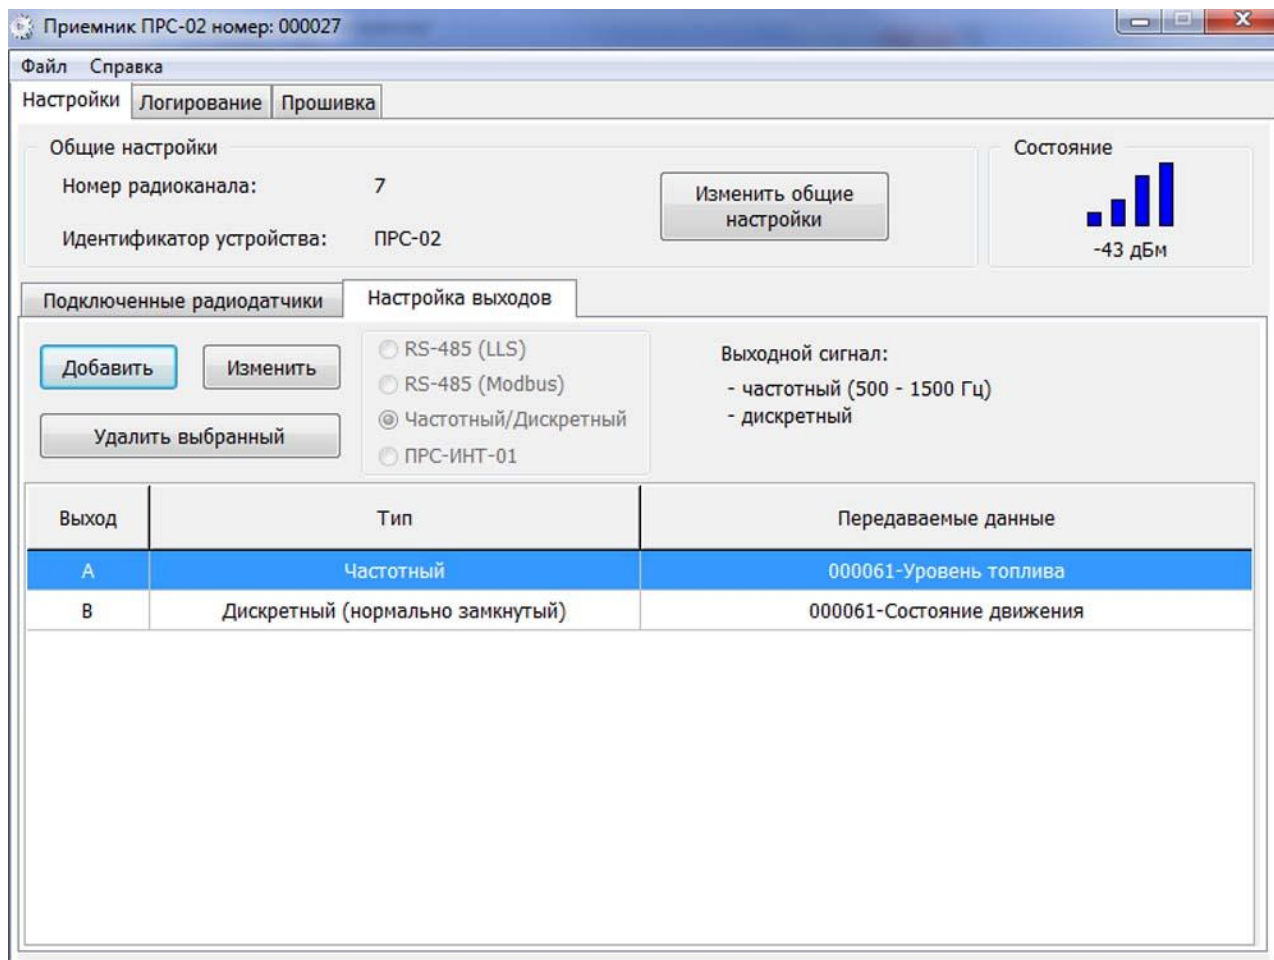 Приемник ПРС-02 номер: 000027
Файл Справка
Настройки Логирование Прошивка
Общие настройки
Состояние
Номер радиоканала: 7
Изменить общие
настройки
Идентификатор устройства: ПРС-02
-43 дБм
Подключенные радиодатчики Настройка выходов
Добавить Изменить
Удалить выбранный
RS-485 (LLS)
RS-485 (Modbus)
Частотный/Дискретный
ПРС-ИНТ-01
Выходной сигнал:
- частотный (500 - 1500 Гц)
- дискретный
Выход Тип Передаваемые данные
A Частотный 000061-Уровень топлива
B Дискретный (нормально замкнутый) 000061-Состояние движения